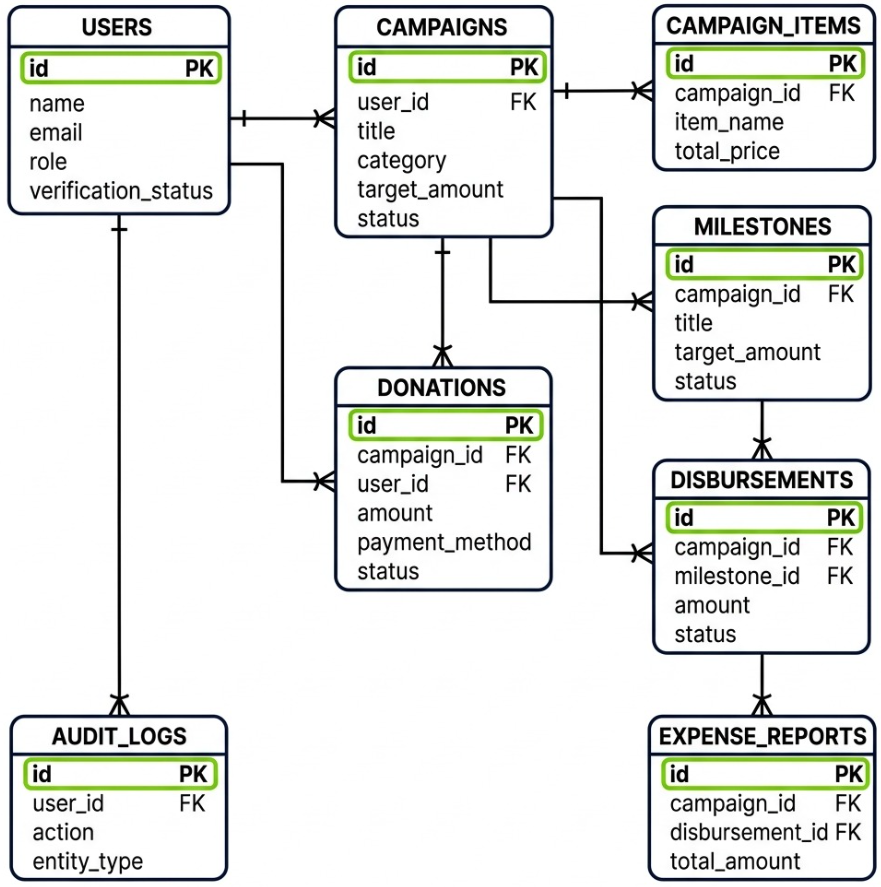 USERS
id PK
name
email
role
verification_status
CAMPAIGNS
id PK
user_id FK
title
category
target_amount
status
CAMPAIGN_ITEMS
id PK
campaign_id FK
item_name
total_price
MILESTONES
id PK
campaign_id FK
title
target_amount
status
DONATIONS
id PK
campaign_id FK
user_id FK
amount
payment_method
status
DISBURSEMENTS
id PK
campaign_id FK
milestone_id FK
amount
status
AUDIT_LOGS
id PK
user_id FK
action
entity_type
EXPENSE_REPORTS
id PK
campaign_id FK
disbursement_id FK
total_amount